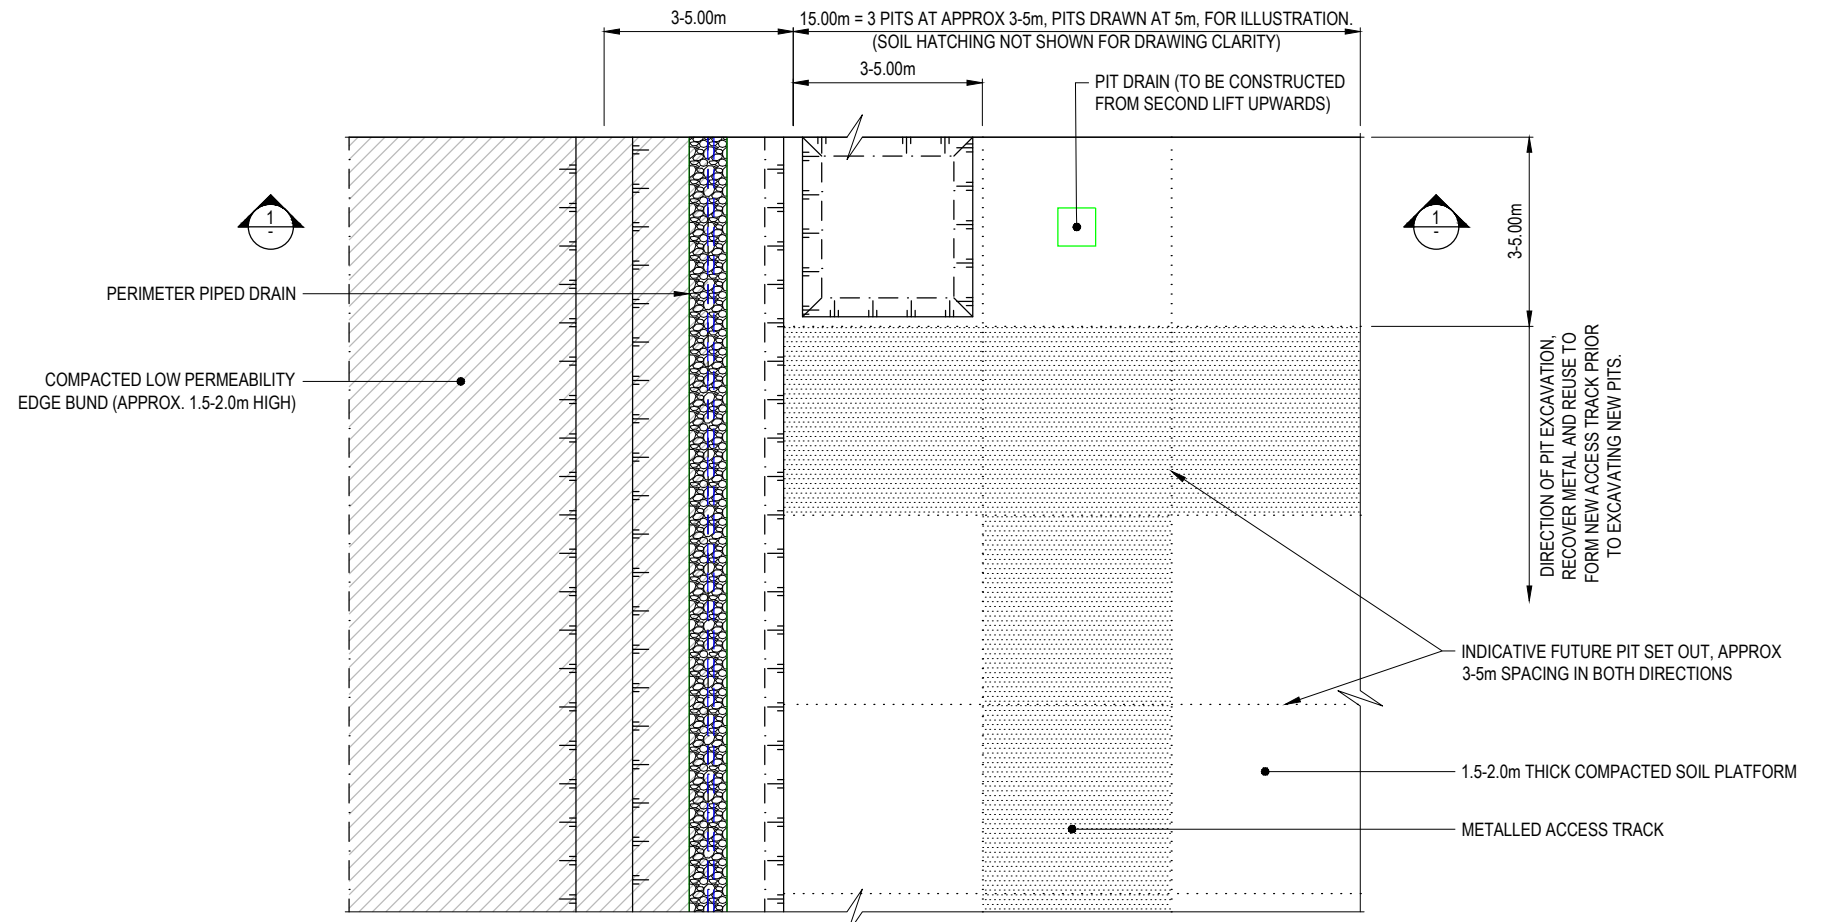 3-5.00m
15.00m = 3 PITS AT APPROX 3-5m, PITS DRAWN AT 5m, FOR ILLUSTRATION.
(SOIL HATCHING NOT SHOWN FOR DRAWING CLARITY)
3-5.00m
PIT DRAIN (TO BE CONSTRUCTED
FROM SECOND LIFT UPWARDS)
1
-
1
-
3-5.00m
PERIMETER PIPED DRAIN
COMPACTED LOW PERMEABILITY
EDGE BUND (APPROX. 1.5-2.0m HIGH)
DIRECTION OF PIT EXCAVATION,
RECOVER METAL AND REUSE TO
FORM NEW ACCESS TRACK PRIOR
TO EXCAVATING NEW PITS.
INDICATIVE FUTURE PIT SET OUT, APPROX
3-5m SPACING IN BOTH DIRECTIONS
1.5-2.0m THICK COMPACTED SOIL PLATFORM
METALLED ACCESS TRACK